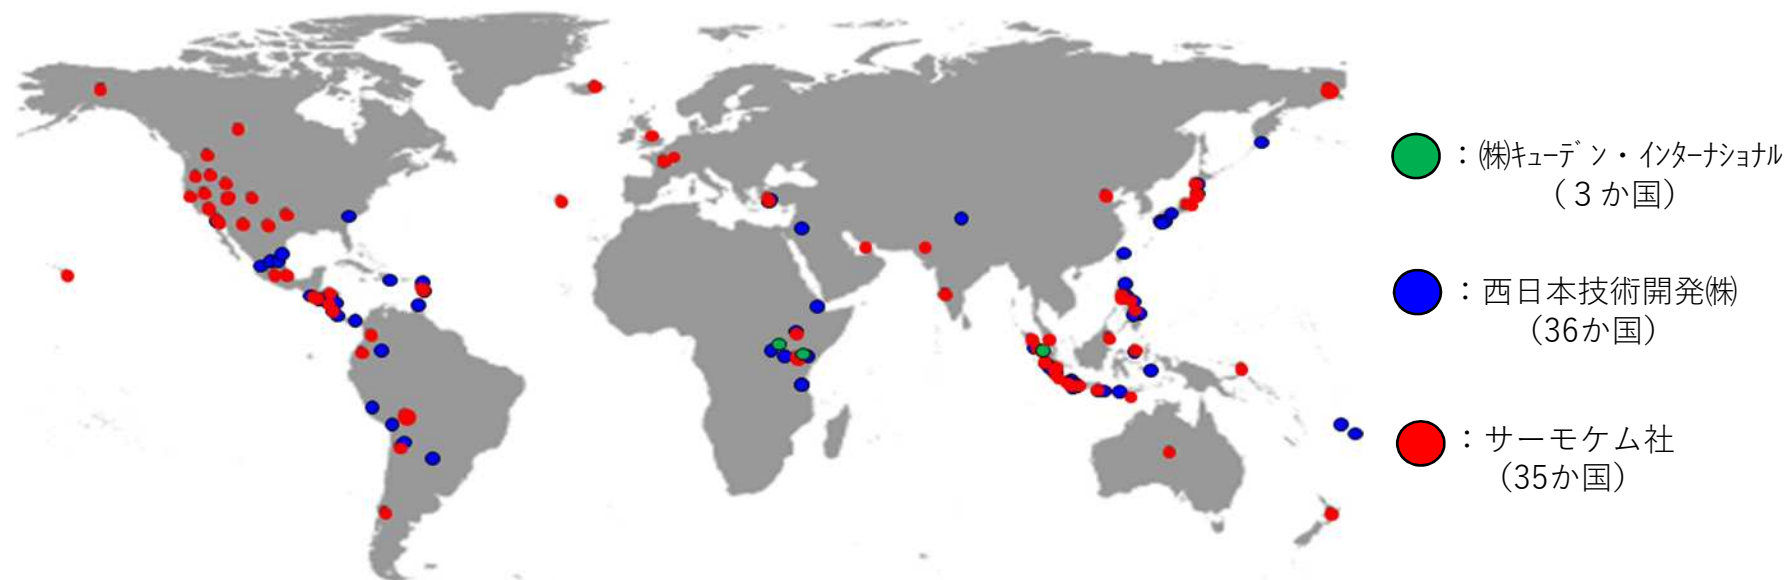 ：㈱ｷｭｰﾃﾞﾝ・ｲﾝﾀｰﾅｼｮﾅﾙ
（３か国）
：西日本技術開発㈱
（36か国）
：サーモケム社
（35か国）